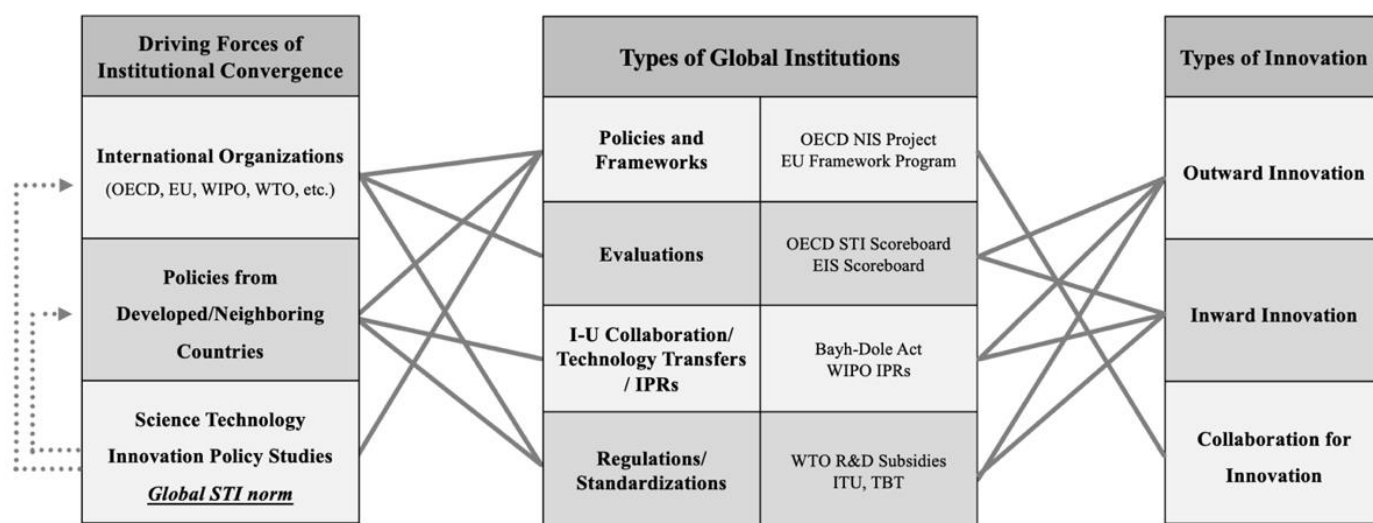 Driving Forces of
Institutional Convergence
International Organizations
(OECD, EU, WIPO, WTO, etc.)
Policies from
Developed/Neighboring
Countries
Science Technology
Innovation Policy Studies
Global STI norm
Types of Global Institutions
Policies and
Frameworks
OECD NIS Project
EU Framework Program
Evaluations
OECD STI Scoreboard
EIS Scoreboard
I-U Collaboration/
Technology Transfers
/ IPRs
Bayh-Dole Act
WIPO IPRs
Regulations/
Standardizations
WTO R&D Subsidies
ITU, TBT
Types of Innovation
Outward Innovation
Inward Innovation
Collaboration for
Innovation